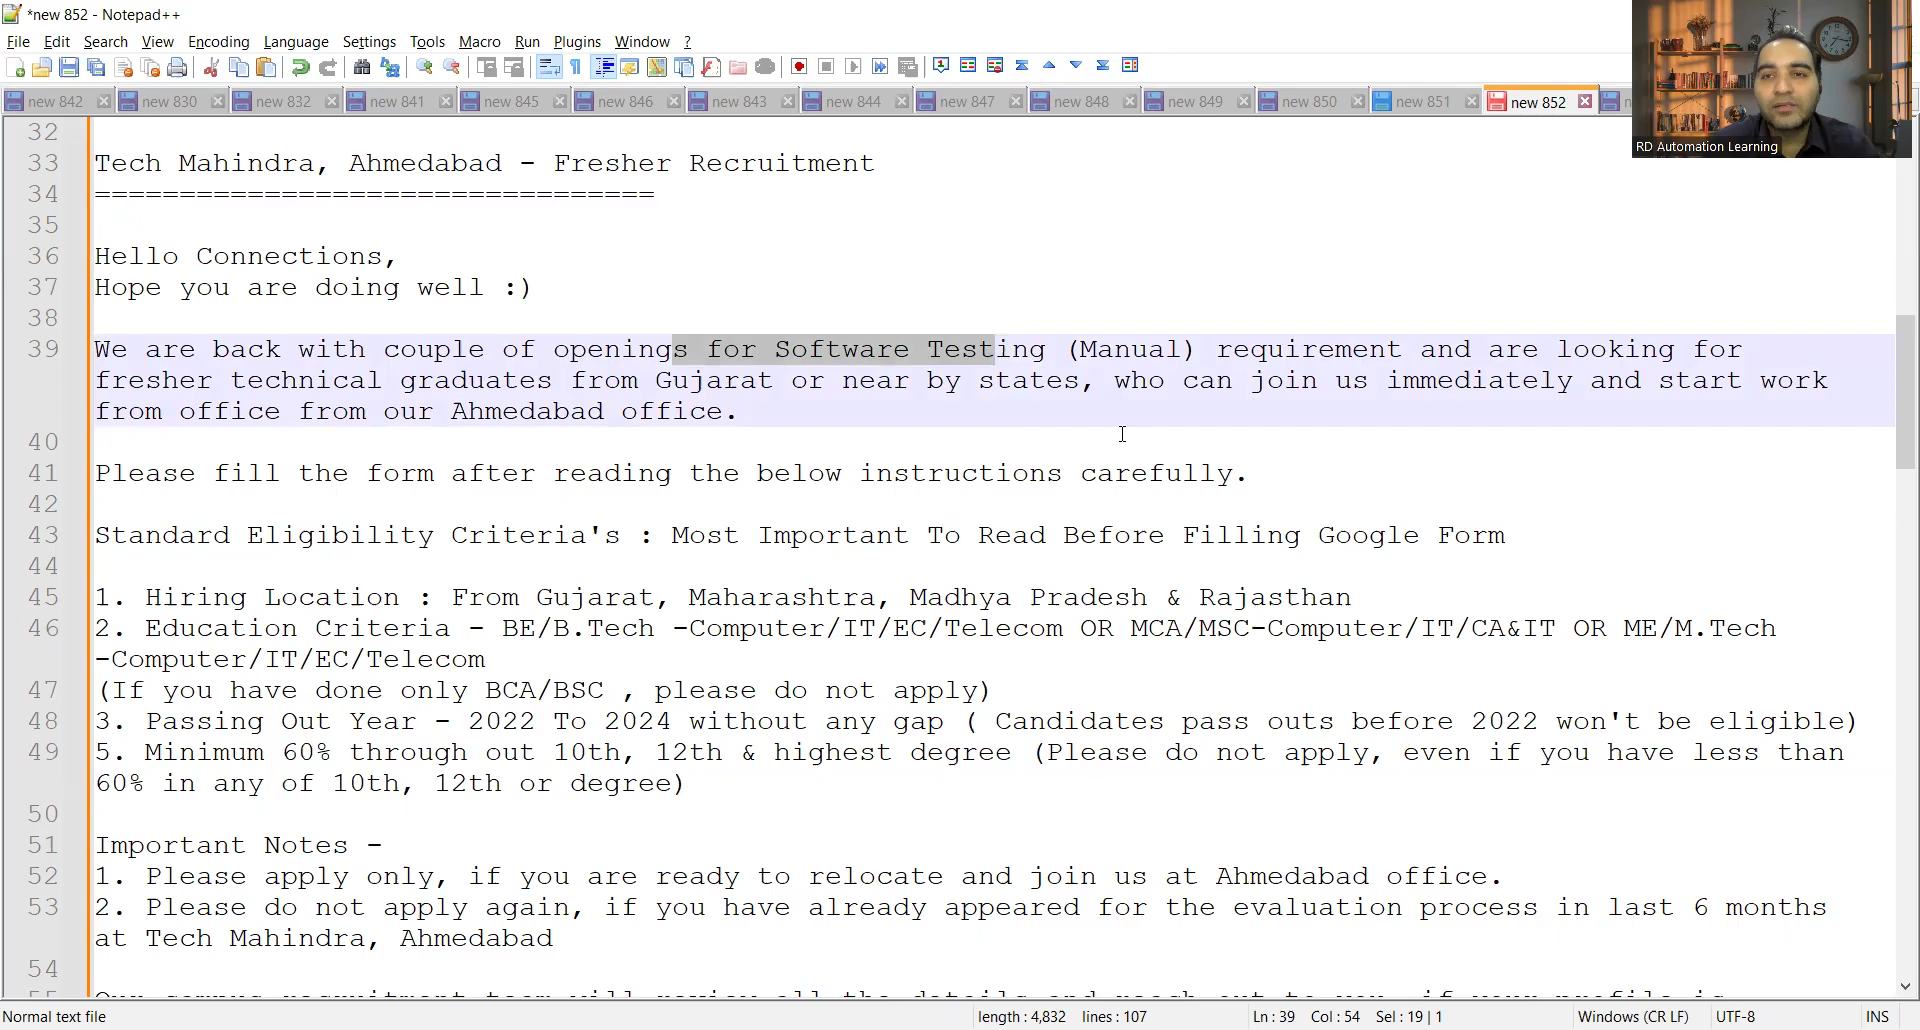 *new 852 - Notepad++
File Edit Search View Encoding Language Settings Tools Macro Run Plugins Window ?
new 842 new 830 new 832 new 841 new 845 new 846 new 843 new 844 new 847 new 848 new 849 new 850 new 851 new 852
RD Automation Learning
32
33 Tech Mahindra, Ahmedabad - Fresher Recruitment
34 =================================
35
36 Hello Connections,
37 Hope you are doing well :)
38
39 We are back with couple of openings for Software Testing (Manual) requirement and are looking for
fresher technical graduates from Gujarat or near by states, who can join us immediately and start work
from office from our Ahmedabad office.
40
41 Please fill the form after reading the below instructions carefully.
42
43 Standard Eligibility Criteria's : Most Important To Read Before Filling Google Form
44
45 1. Hiring Location : From Gujarat, Maharashtra, Madhya Pradesh & Rajasthan
46 2. Education Criteria - BE/B.Tech -Computer/IT/EC/Telecom OR MCA/MSC-Computer/IT/CA&IT OR ME/M.Tech
-Computer/IT/EC/Telecom
47 (If you have done only BCA/BSC , please do not apply)
48 3. Passing Out Year - 2022 To 2024 without any gap ( Candidates pass outs before 2022 won't be eligible)
49 5. Minimum 60% through out 10th, 12th & highest degree (Please do not apply, even if you have less than
60% in any of 10th, 12th or degree)
50
51 Important Notes -
52 1. Please apply only, if you are ready to relocate and join us at Ahmedabad office.
53 2. Please do not apply again, if you have already appeared for the evaluation process in last 6 months
at Tech Mahindra, Ahmedabad
54
Normal text file length : 4,832 lines : 107 Ln : 39 Col : 54 Sel : 19 | 1 Windows (CR LF) UTF-8 INS